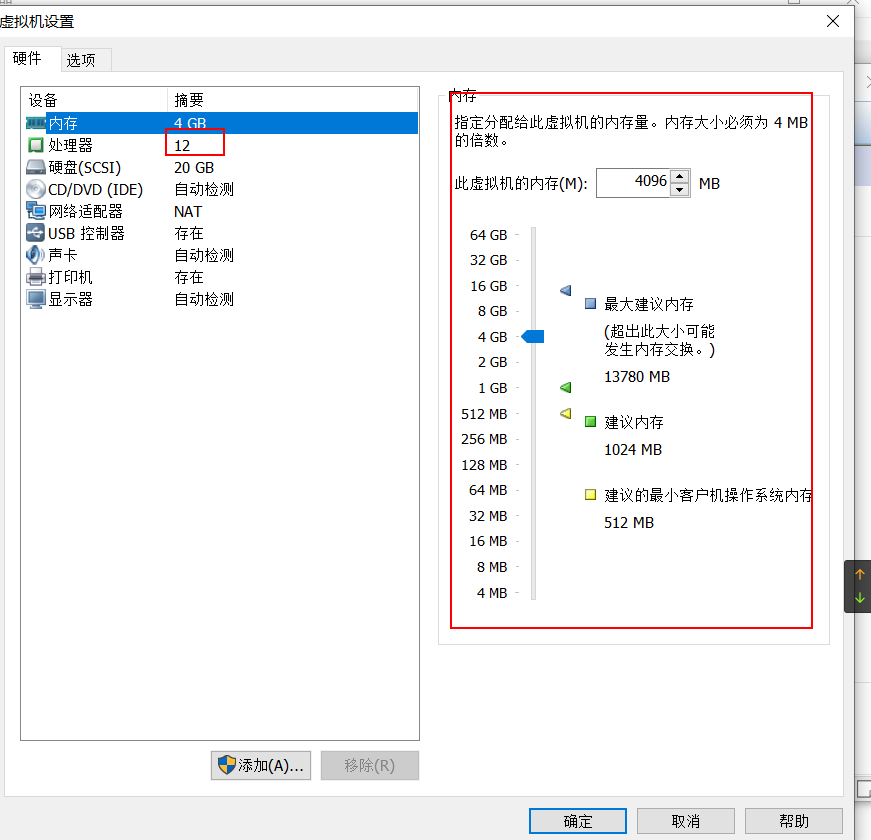 虚拟机设置
硬件 选项
设备 摘要
内存 4 GB
处理器 12
硬盘(SCSI) 20 GB
CD/DVD (IDE) 自动检测
网络适配器 NAT
USB 控制器 存在
声卡 自动检测
打印机 存在
显示器 自动检测
添加(A)... 移除(R)
内存
指定分配给此虚拟机的内存量。内存大小必须为 4 MB
的倍数。
此虚拟机的内存(M): 4096 MB
64 GB
32 GB
16 GB
8 GB
4 GB
2 GB
1 GB
512 MB
256 MB
128 MB
64 MB
32 MB
16 MB
8 MB
4 MB
最大建议内存
(超出此大小可能
发生内存交换。)
13780 MB
建议内存
1024 MB
建议的最小客户机操作系统内存
512 MB
确定 取消 帮助